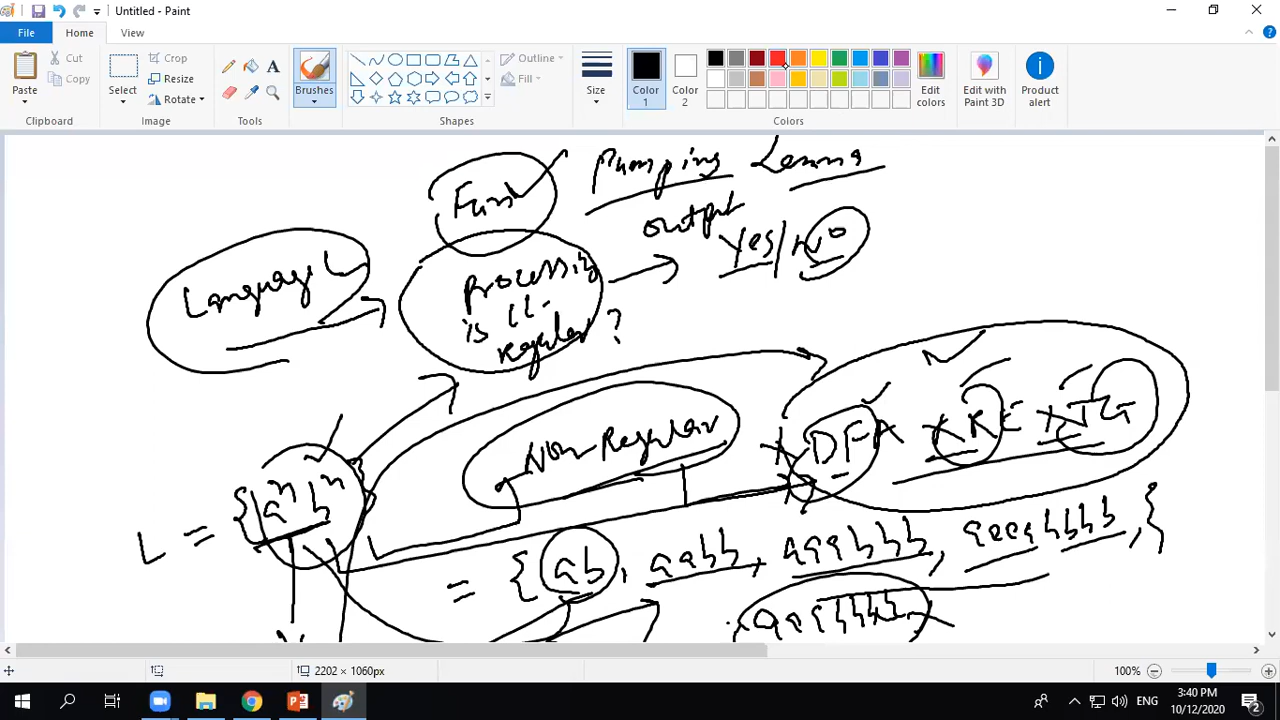 Untitled - Paint
File Home View
Cut
Copy
Paste
Clipboard
Select
Crop
Resize
Rotate
Image
Tools
Brushes
Outline
Fill
Shapes
Size
Color 1
Color 2
Edit colors
Colors
Edit with Paint 3D
Product alert
Pumping Lemma
output
Yes/No
Language L
Processing
is L
regular ?
Non-Regular
X DFA X RE X TG
L = {aⁿbⁿ}
= {ab, aabb, aaabbb, aaaabbbb, }
aaabbbb
2202 × 1060px
100%
ENG
3:40 PM
10/12/2020
2